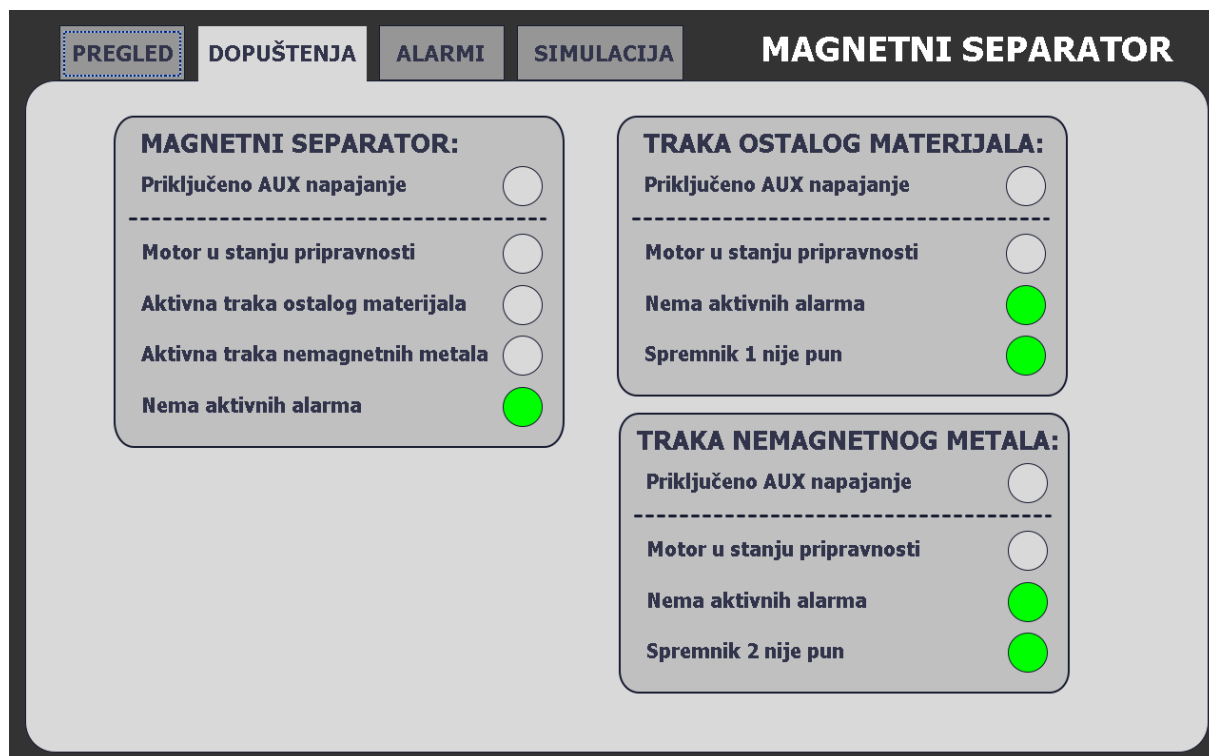 PREGLED
DOPUŠTENJA
ALARMI
SIMULACIJA
MAGNETNI SEPARATOR
MAGNETNI SEPARATOR:
Priključeno AUX napajanje
Motor u stanju pripravnosti
Aktivna traka ostalog materijala
Aktivna traka nemagnetnih metala
Nema aktivnih alarma
TRAKA OSTALOG MATERIJALA:
Priključeno AUX napajanje
Motor u stanju pripravnosti
Nema aktivnih alarma
Spremnik 1 nije pun
TRAKA NEMAGNETNOG METALA:
Priključeno AUX napajanje
Motor u stanju pripravnosti
Nema aktivnih alarma
Spremnik 2 nije pun